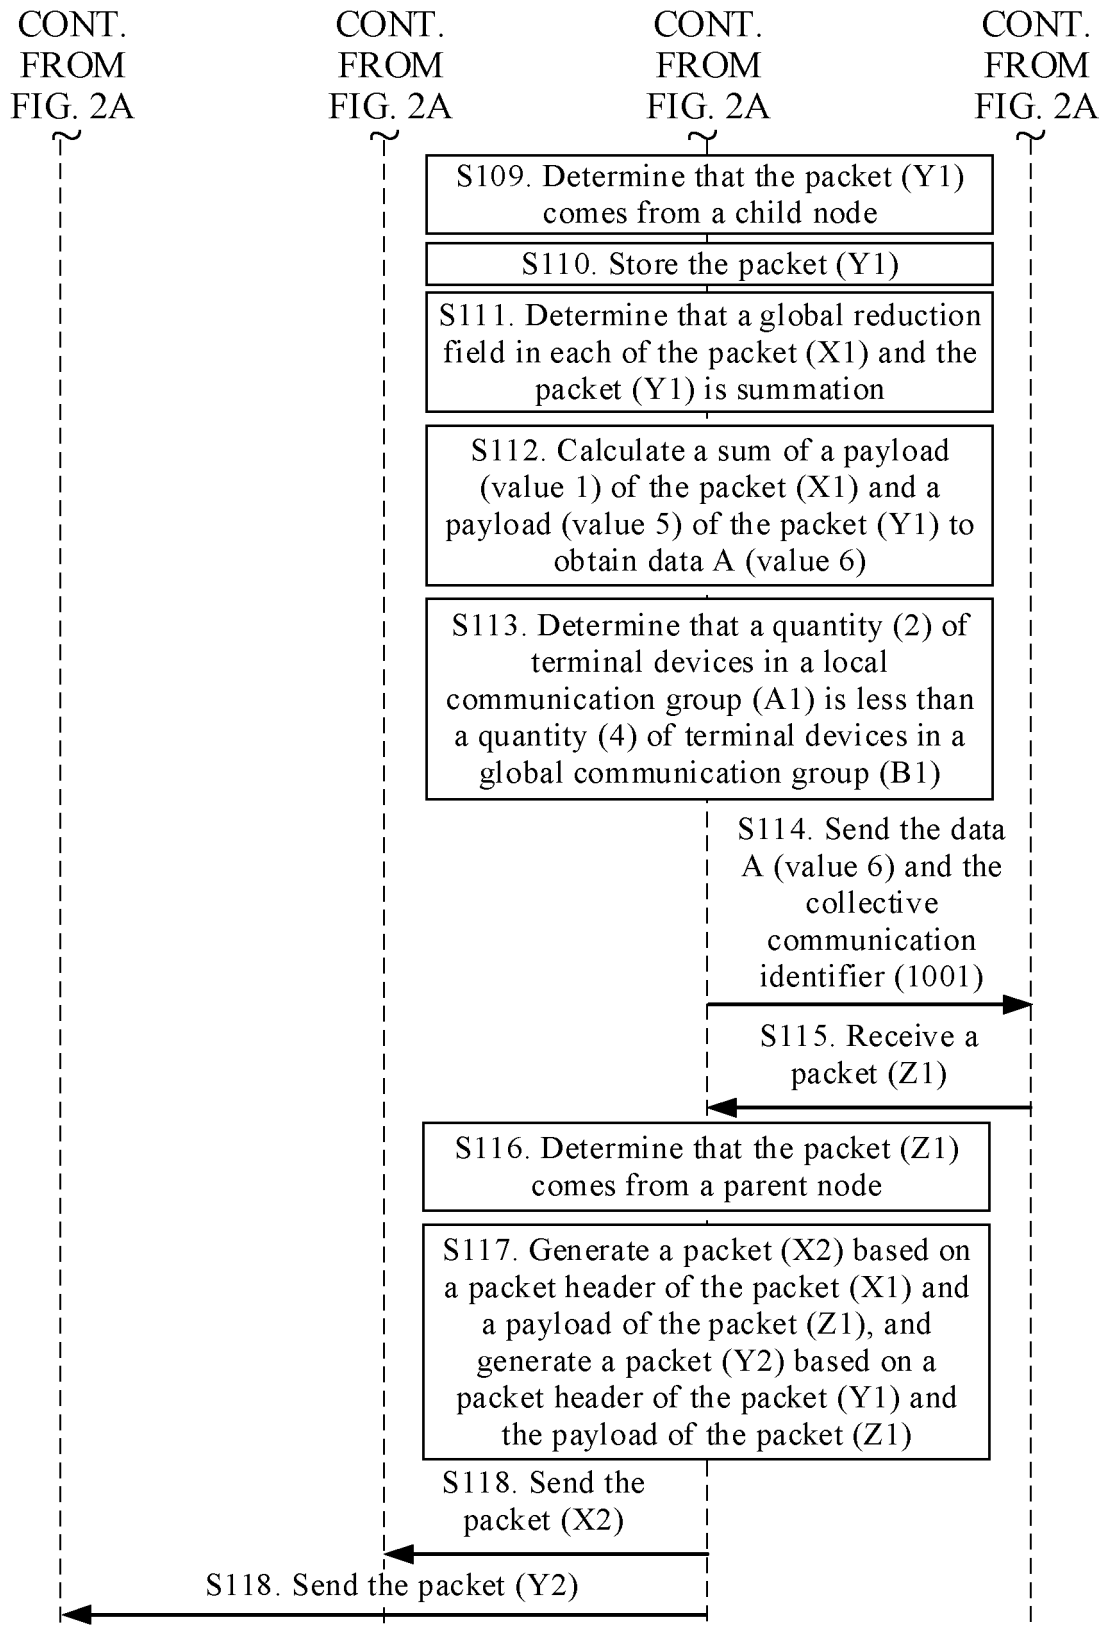 CONT.
FROM
FIG. 2A
CONT.
FROM
FIG. 2A
CONT.
FROM
FIG. 2A
CONT.
FROM
FIG. 2A
S109. Determine that the packet (Y1)
comes from a child node
S110. Store the packet (Y1)
S111. Determine that a global reduction
field in each of the packet (X1) and the
packet (Y1) is summation
S112. Calculate a sum of a payload
(value 1) of the packet (X1) and a
payload (value 5) of the packet (Y1) to
obtain data A (value 6)
S113. Determine that a quantity (2) of
terminal devices in a local
communication group (A1) is less than
a quantity (4) of terminal devices in a
global communication group (B1)
S114. Send the data
A (value 6) and the
collective
communication
identifier (1001)
S115. Receive a
packet (Z1)
S116. Determine that the packet (Z1)
comes from a parent node
S117. Generate a packet (X2) based on
a packet header of the packet (X1) and
a payload of the packet (Z1), and
generate a packet (Y2) based on a
packet header of the packet (Y1) and
the payload of the packet (Z1)
S118. Send the
packet (X2)
S118. Send the packet (Y2)